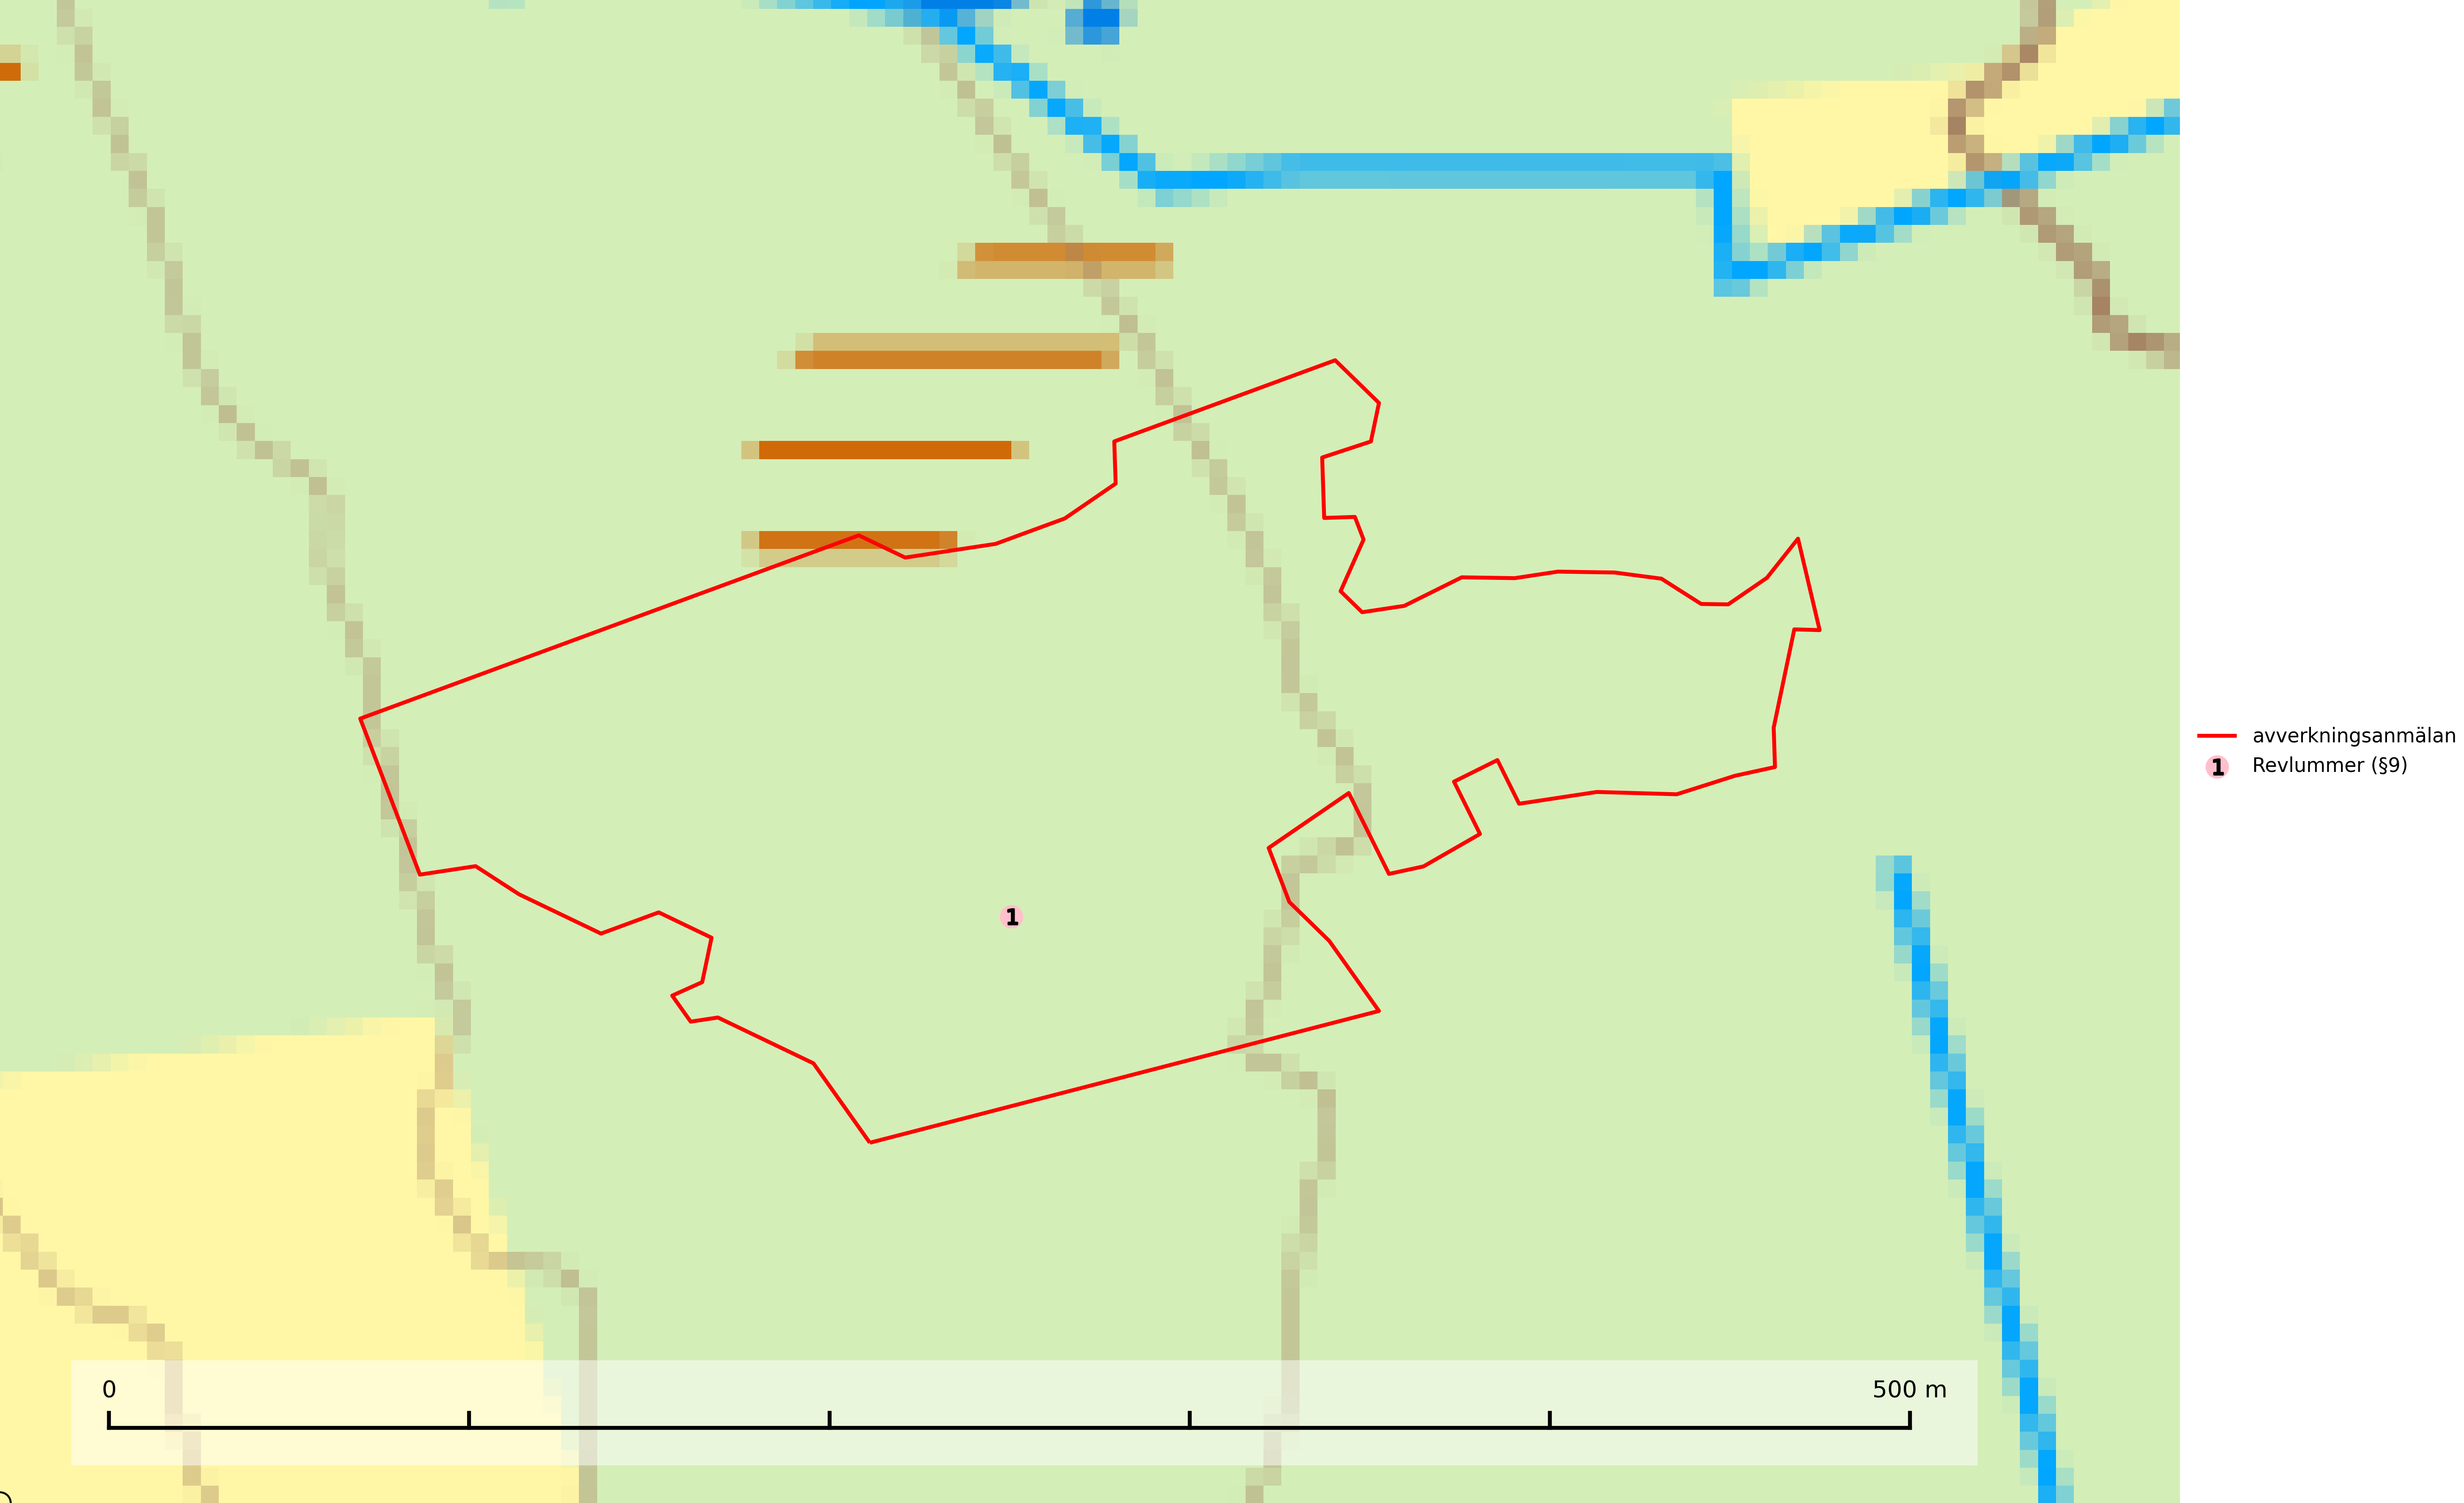 avverkningsanmälan
1 Revlummer (§9)
1
0 500 m